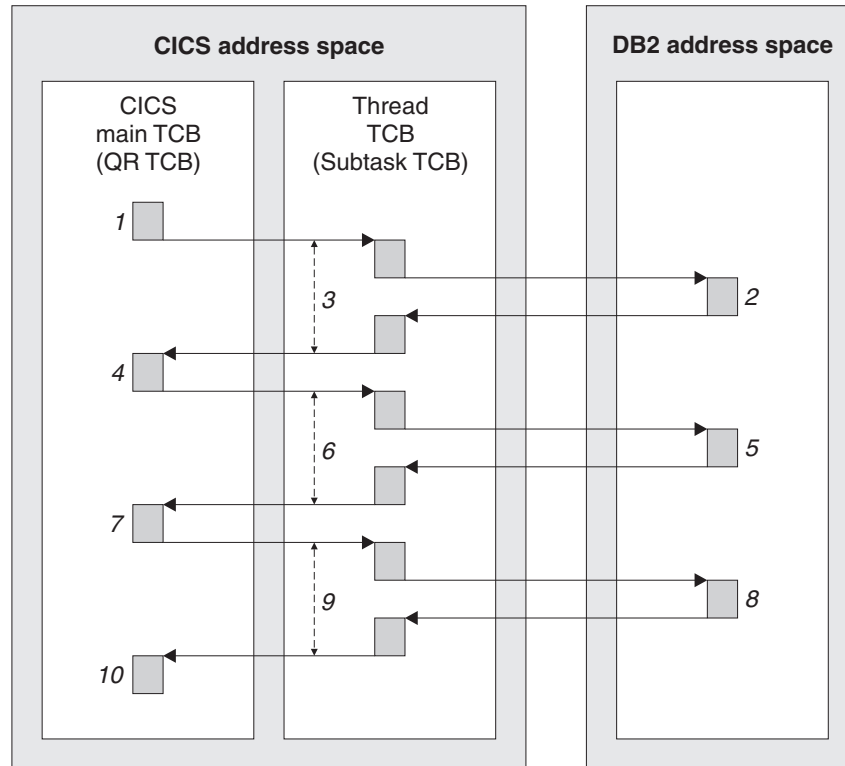 CICS address space
DB2 address space
CICS
main TCB
(QR TCB)
Thread
TCB
(Subtask TCB)
1
2
3
4
5
6
7
8
9
10